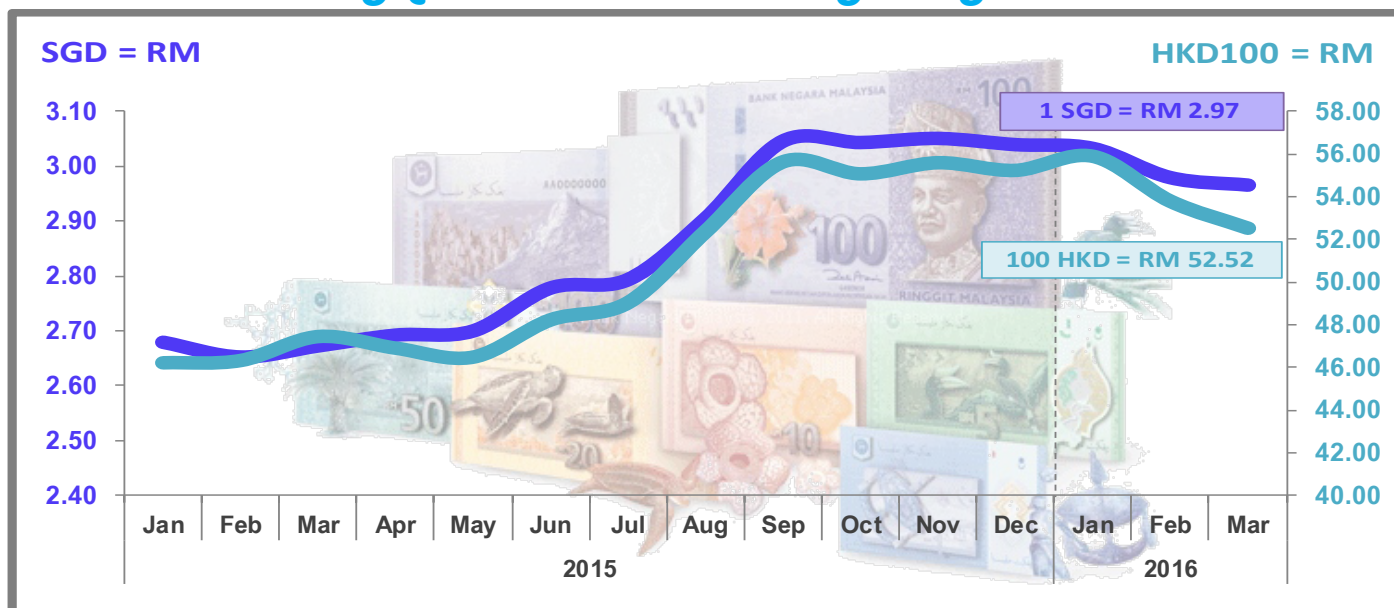 SGD = RM
HKD100 = RM
3.10
3.00
2.90
2.80
2.70
2.60
2.50
2.40
58.00
56.00
54.00
52.00
50.00
48.00
46.00
44.00
42.00
40.00
1 SGD = RM 2.97
100 HKD = RM 52.52
BANK NEGARA MALAYSIA
RM 100
AA0000000
100
RINGGIT MALAYSIA
50
20
10
5
Jan Feb Mar Apr May Jun Jul Aug Sep Oct Nov Dec Jan Feb Mar
2015 2016